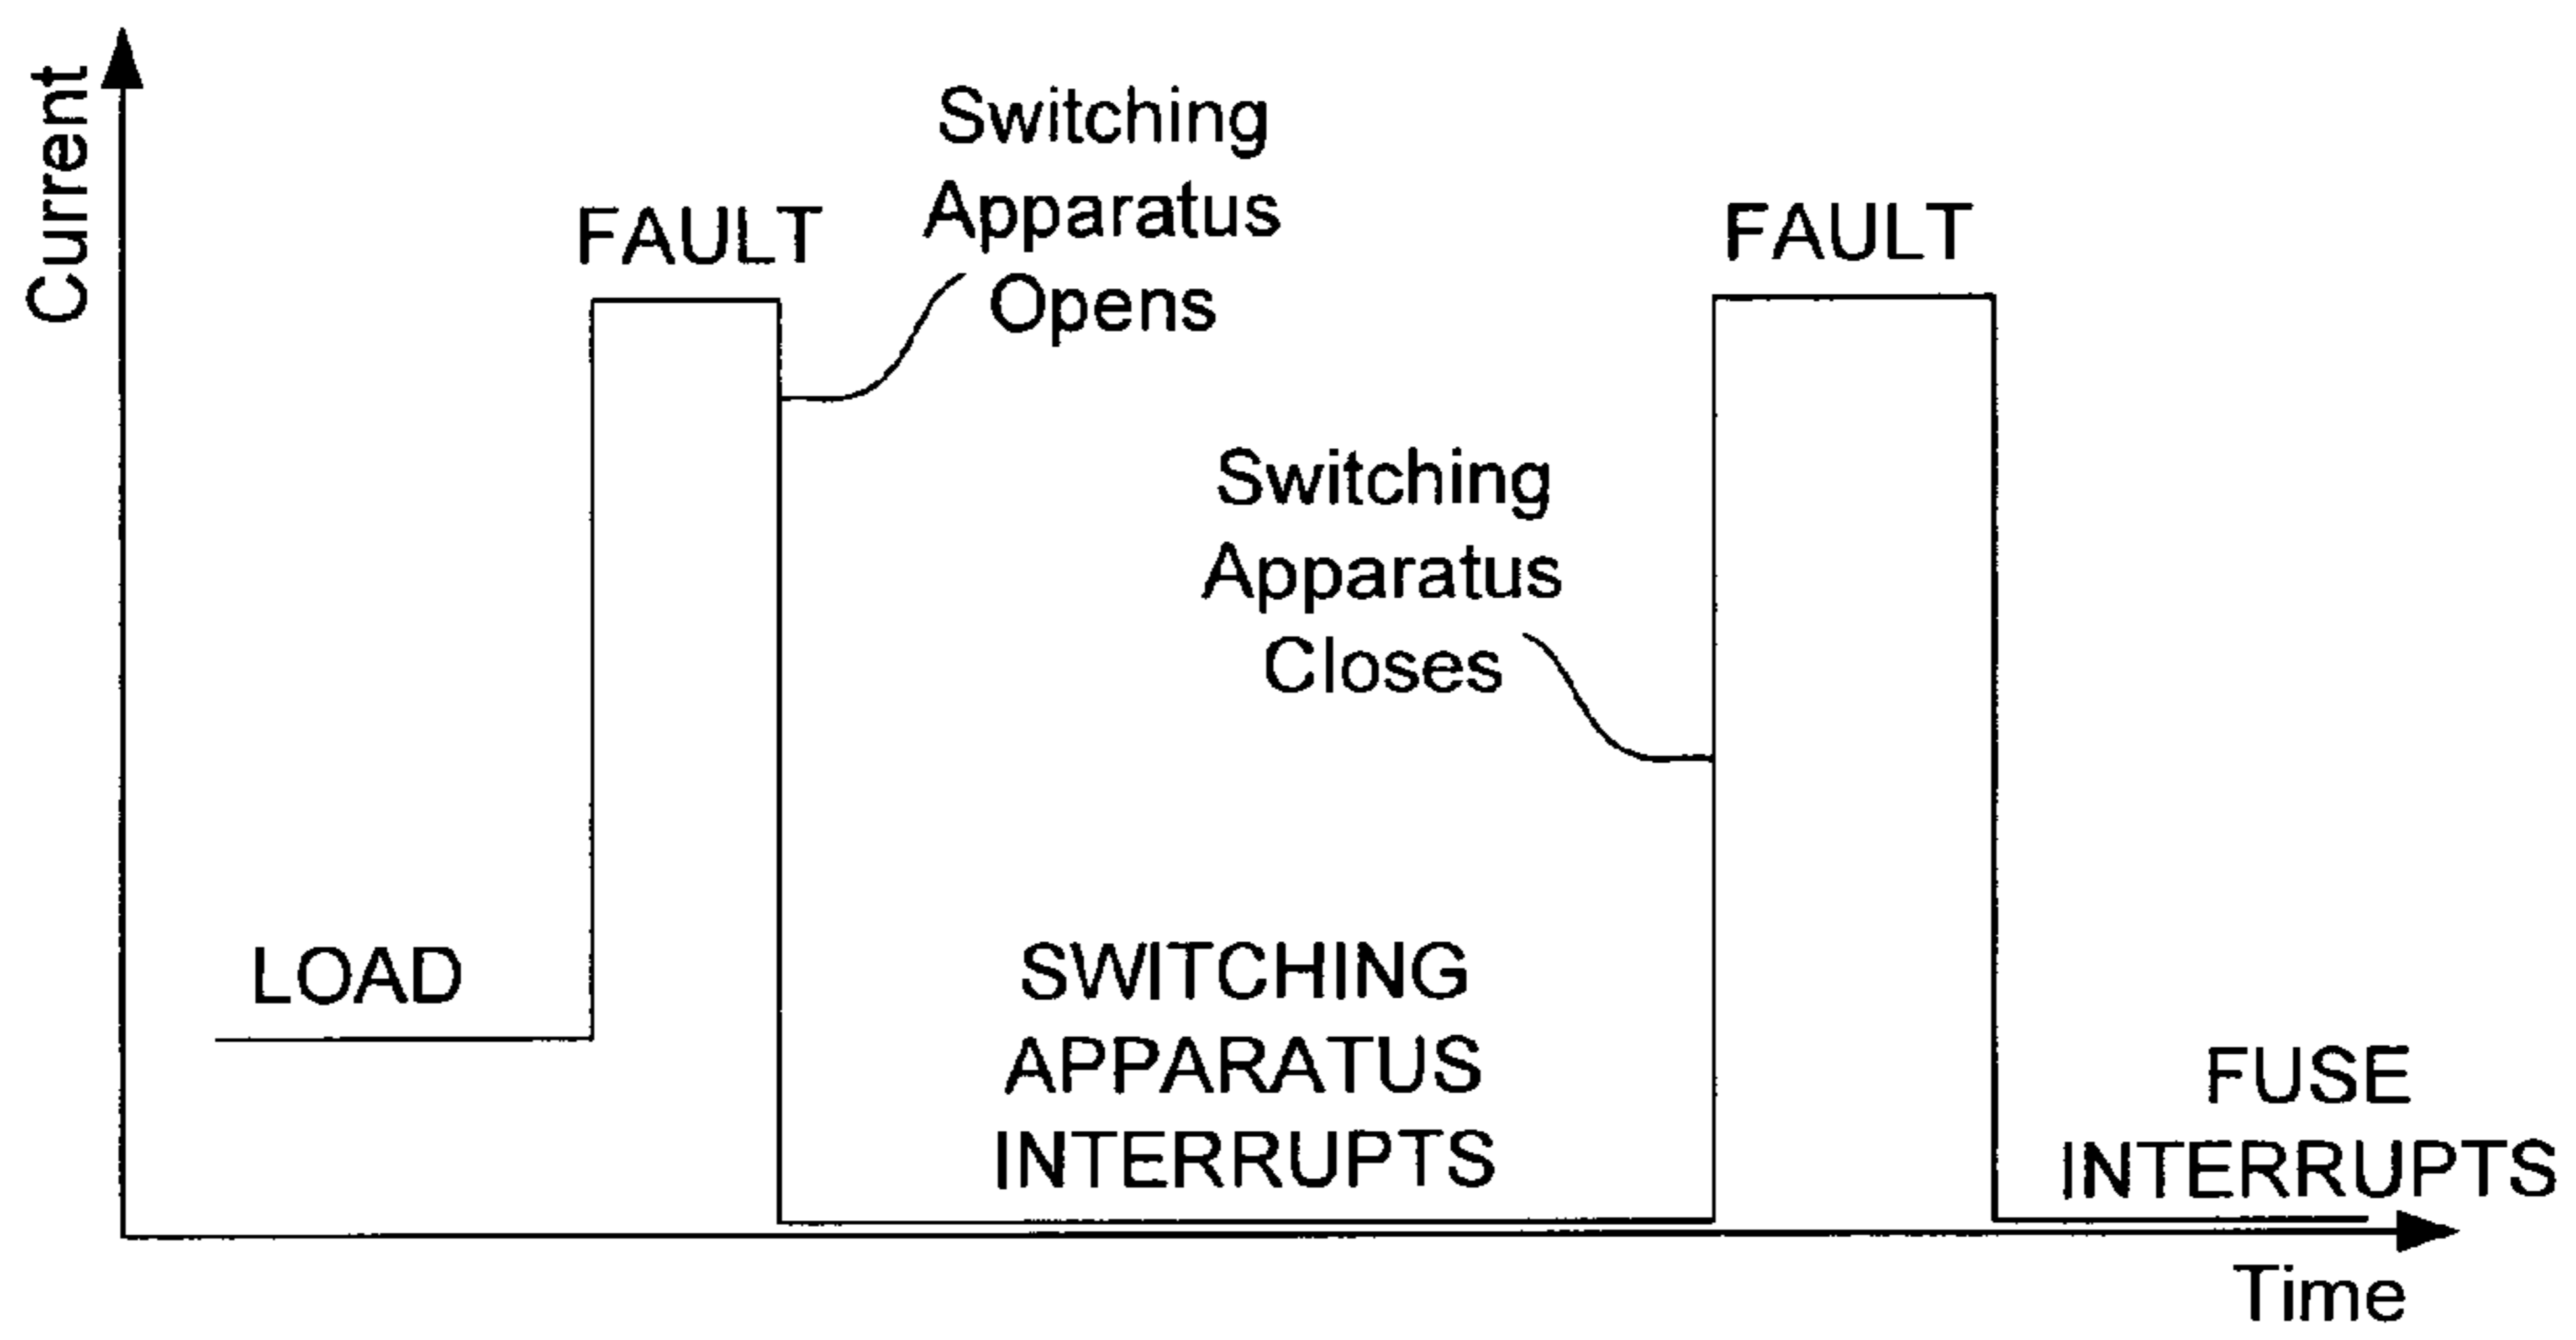 Current
Switching
Apparatus
Opens
FAULT
FAULT
Switching
Apparatus
Closes
LOAD
SWITCHING
APPARATUS
INTERRUPTS
FUSE
INTERRUPTS
Time